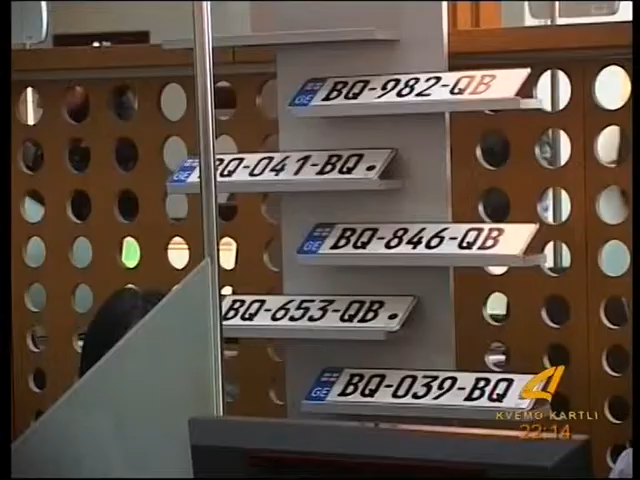 BQ-982-QB
GE
BQ-041-BQ
BQ-846-QB
GE
BQ-653-QB
BQ-039-BQ
GE
KVEMO KARTLI
22:14